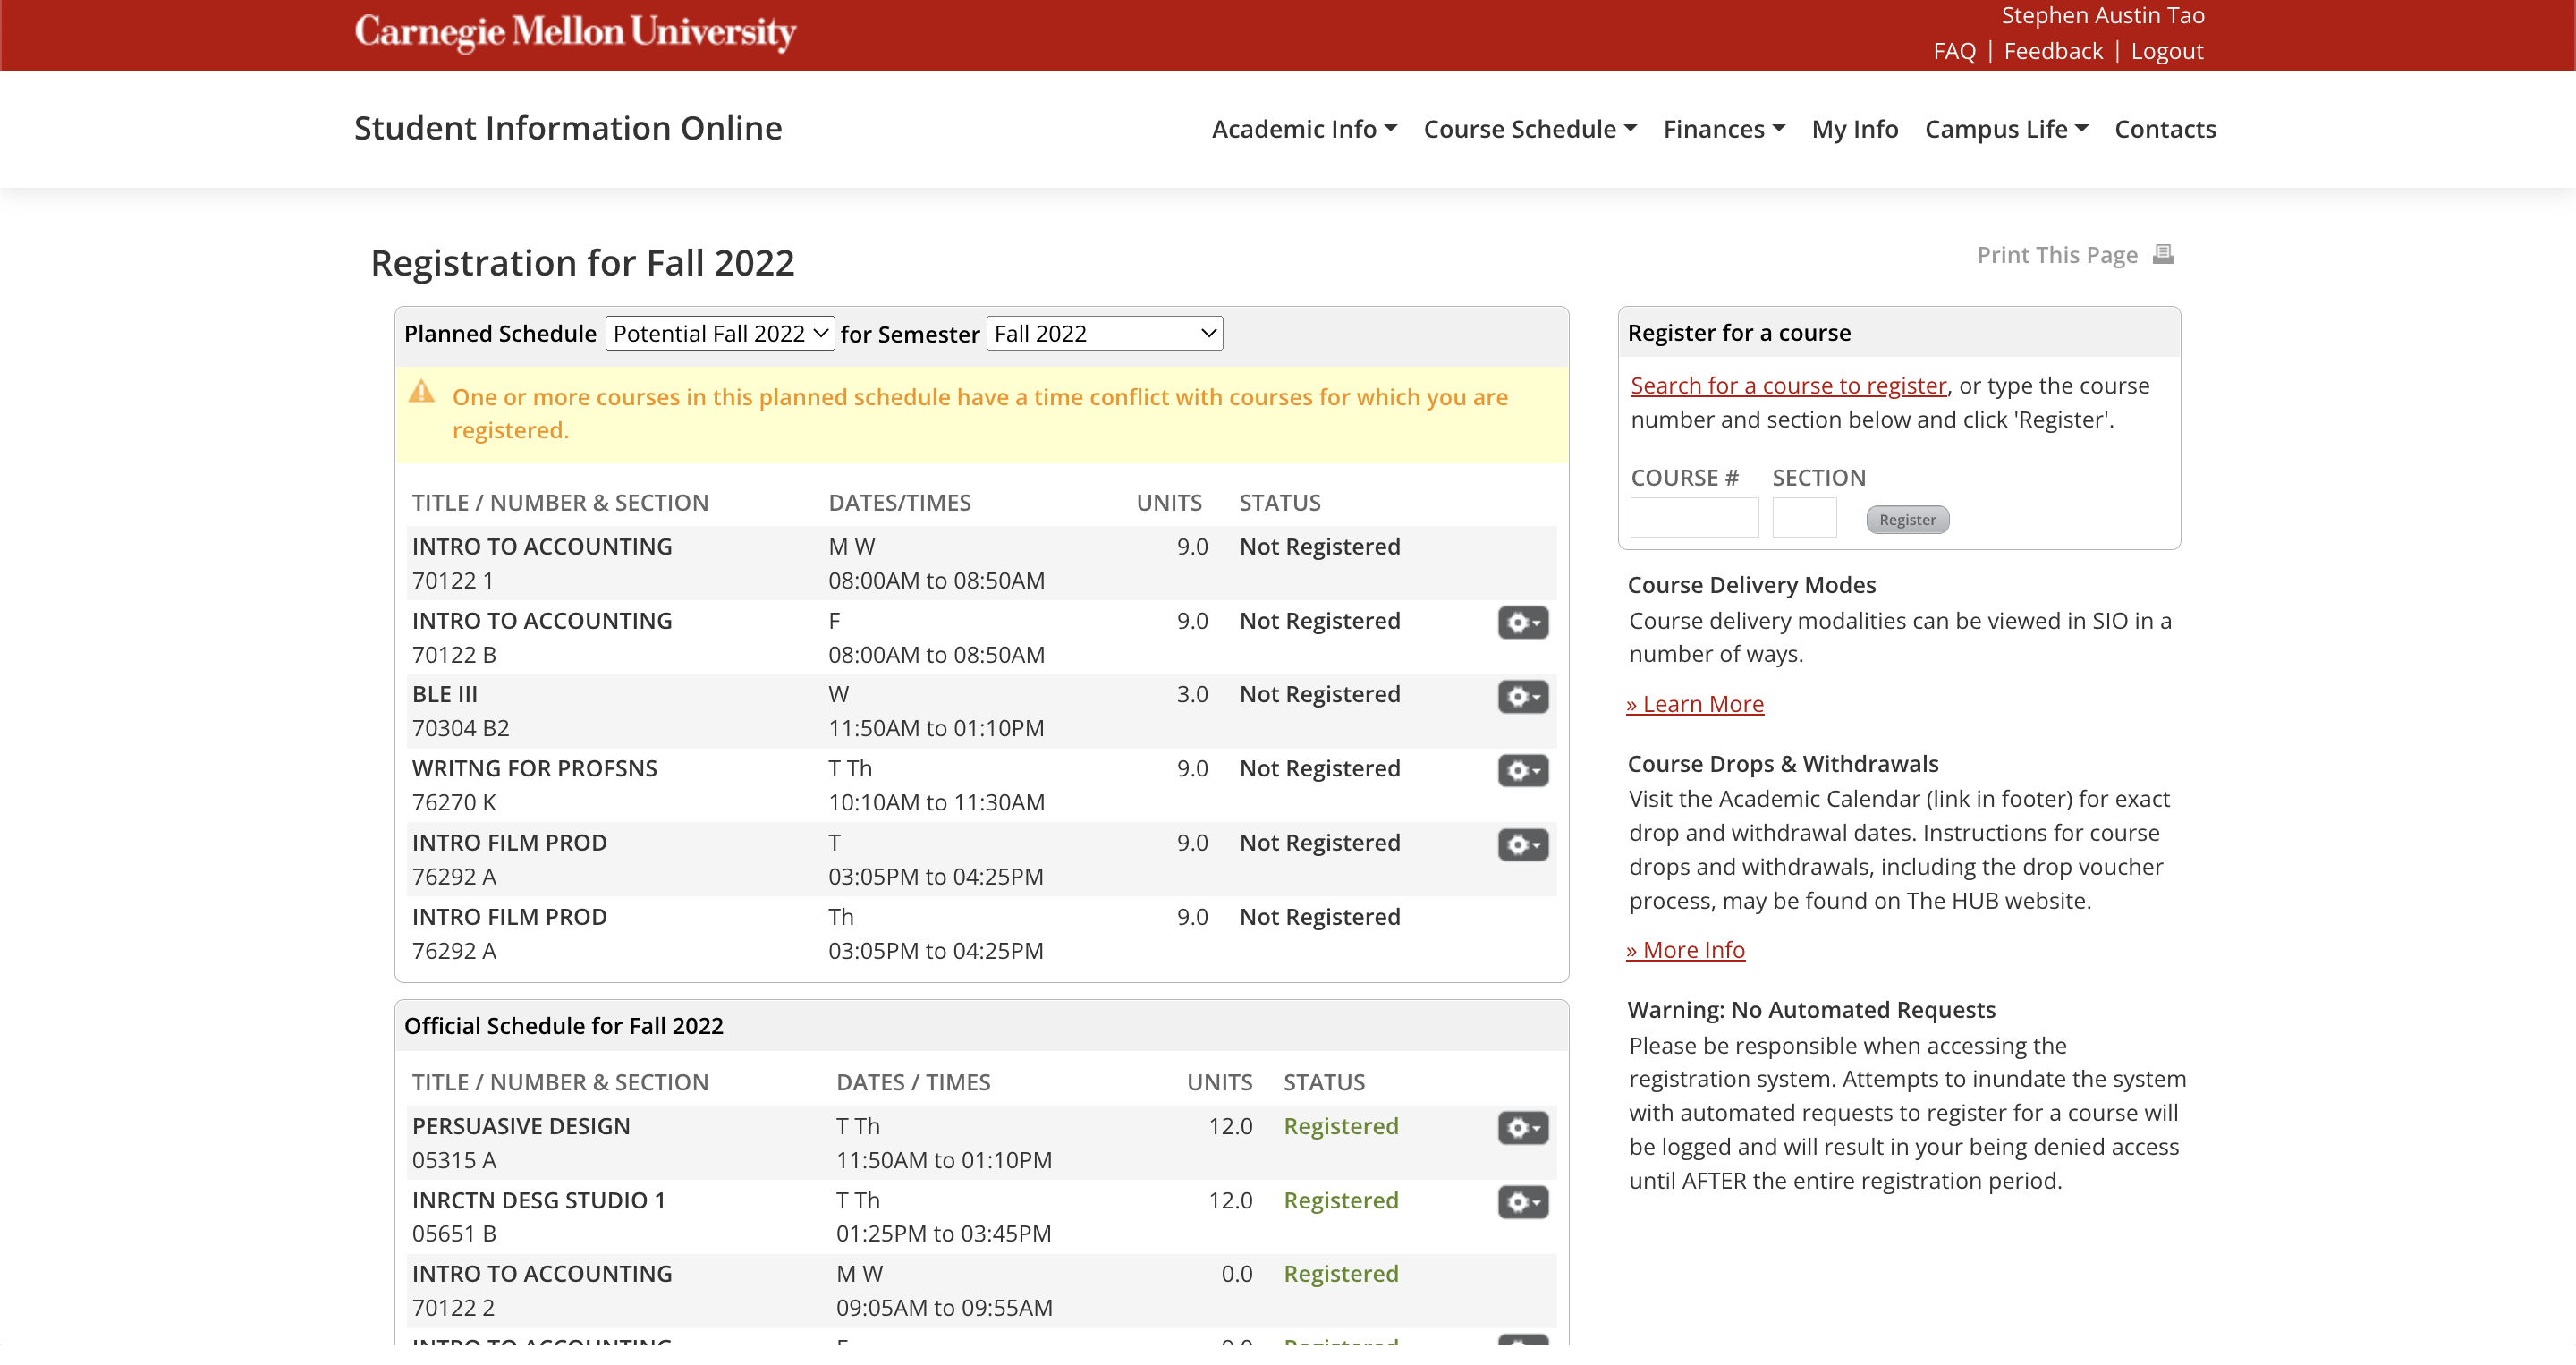 Carnegie Mellon University
Stephen Austin Tao
FAQ | Feedback | Logout
Student Information Online
Academic Info Course Schedule Finances My Info Campus Life Contacts
Registration for Fall 2022
Print This Page
Planned Schedule Potential Fall 2022 for Semester Fall 2022
One or more courses in this planned schedule have a time conflict with courses for which you are
registered.
TITLE / NUMBER & SECTION DATES/TIMES UNITS STATUS
INTRO TO ACCOUNTING M W 9.0 Not Registered
70122 1 08:00AM to 08:50AM
INTRO TO ACCOUNTING F 9.0 Not Registered
70122 B 08:00AM to 08:50AM
BLE III W 3.0 Not Registered
70304 B2 11:50AM to 01:10PM
WRITNG FOR PROFSNS T Th 9.0 Not Registered
76270 K 10:10AM to 11:30AM
INTRO FILM PROD T 9.0 Not Registered
76292 A 03:05PM to 04:25PM
INTRO FILM PROD Th 9.0 Not Registered
76292 A 03:05PM to 04:25PM
Official Schedule for Fall 2022
TITLE / NUMBER & SECTION DATES / TIMES UNITS STATUS
PERSUASIVE DESIGN T Th 12.0 Registered
05315 A 11:50AM to 01:10PM
INRCTN DESG STUDIO 1 T Th 12.0 Registered
05651 B 01:25PM to 03:45PM
INTRO TO ACCOUNTING M W 0.0 Registered
70122 2 09:05AM to 09:55AM
INTRO TO ACCOUNTING F Registered
Register for a course
Search for a course to register, or type the course
number and section below and click 'Register'.
COURSE # SECTION
Register
Course Delivery Modes
Course delivery modalities can be viewed in SIO in a
number of ways.
» Learn More
Course Drops & Withdrawals
Visit the Academic Calendar (link in footer) for exact
drop and withdrawal dates. Instructions for course
drops and withdrawals, including the drop voucher
process, may be found on The HUB website.
» More Info
Warning: No Automated Requests
Please be responsible when accessing the
registration system. Attempts to inundate the system
with automated requests to register for a course will
be logged and will result in your being denied access
until AFTER the entire registration period.